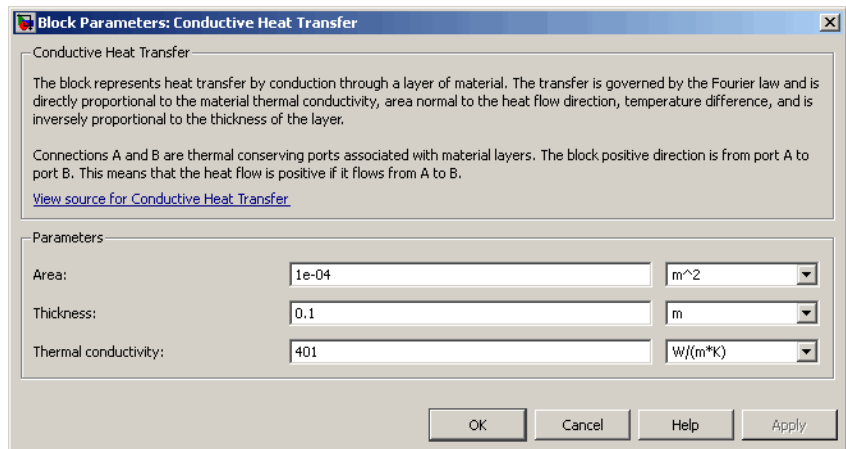 Block Parameters: Conductive Heat Transfer
Conductive Heat Transfer
The block represents heat transfer by conduction through a layer of material. The transfer is governed by the Fourier law and is
directly proportional to the material thermal conductivity, area normal to the heat flow direction, temperature difference, and is
inversely proportional to the thickness of the layer.
Connections A and B are thermal conserving ports associated with material layers. The block positive direction is from port A to
port B. This means that the heat flow is positive if it flows from A to B.
View source for Conductive Heat Transfer
Parameters
Area: 1e-04 m^2
Thickness: 0.1 m
Thermal conductivity: 401 W/(m*K)
OK Cancel Help Apply